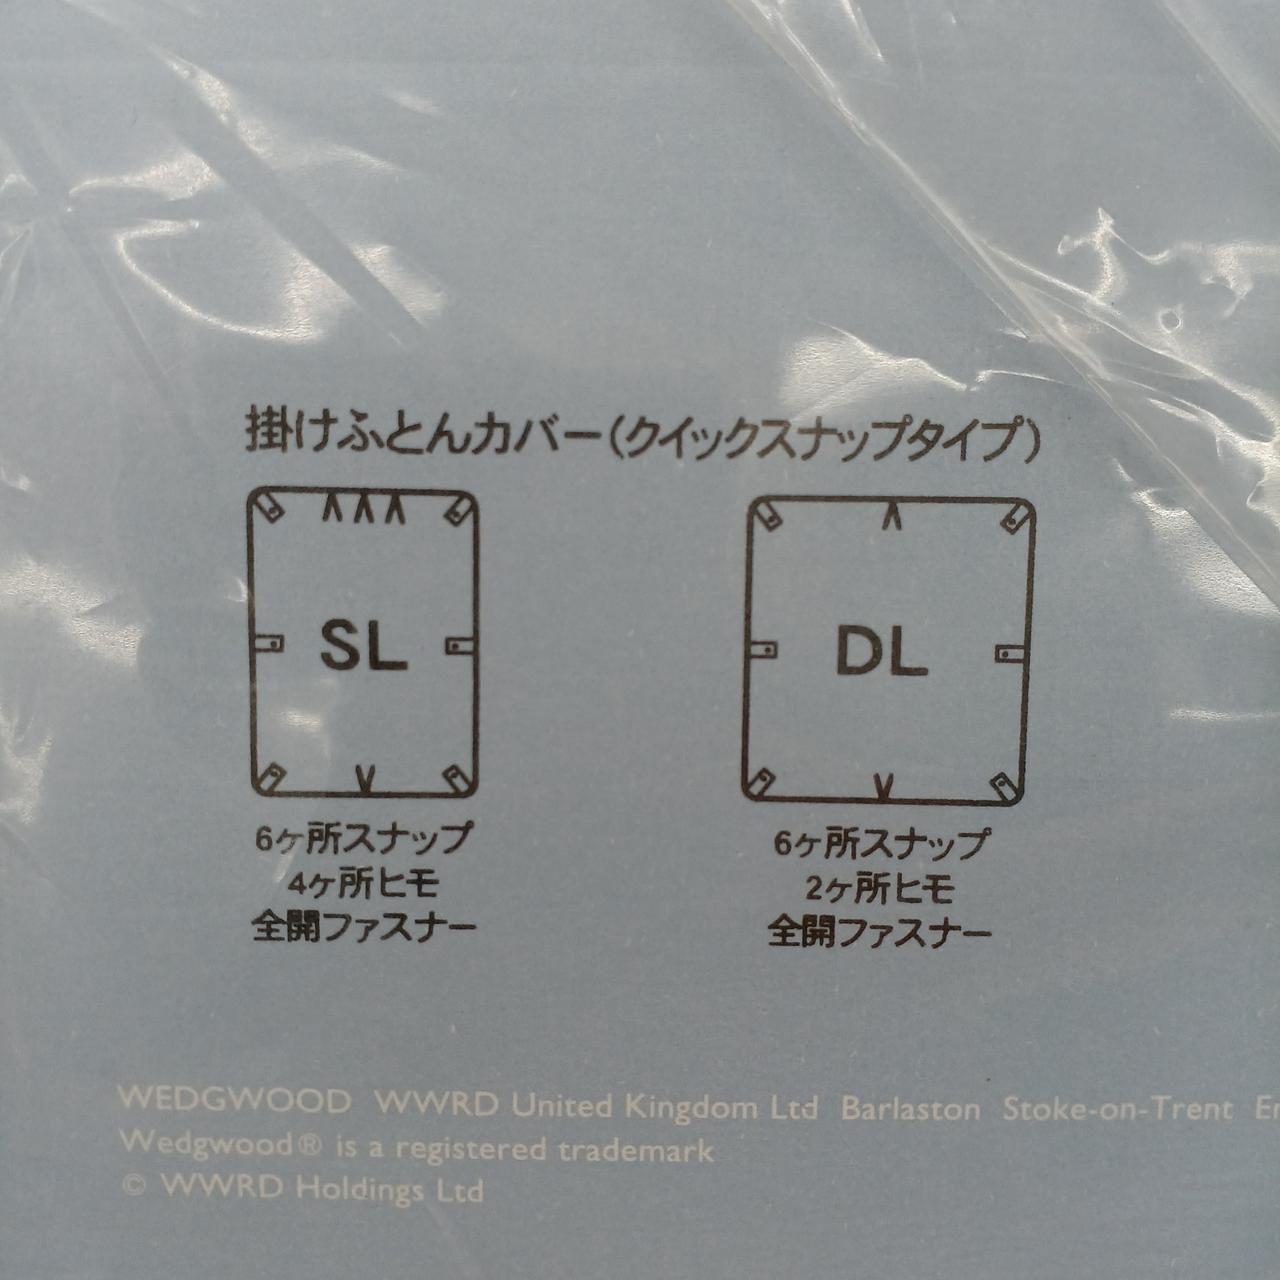 掛けふとんカバー(クイックスナップタイプ)
SL
DL
6ヶ所スナップ
4ヶ所ヒモ
全開ファスナー
6ヶ所スナップ
2ヶ所ヒモ
全開ファスナー
WEDGWOOD WWRD United Kingdom Ltd Barlaston Stoke-on-Trent
Wedgwood® is a registered trademark
© WWRD Holdings Ltd